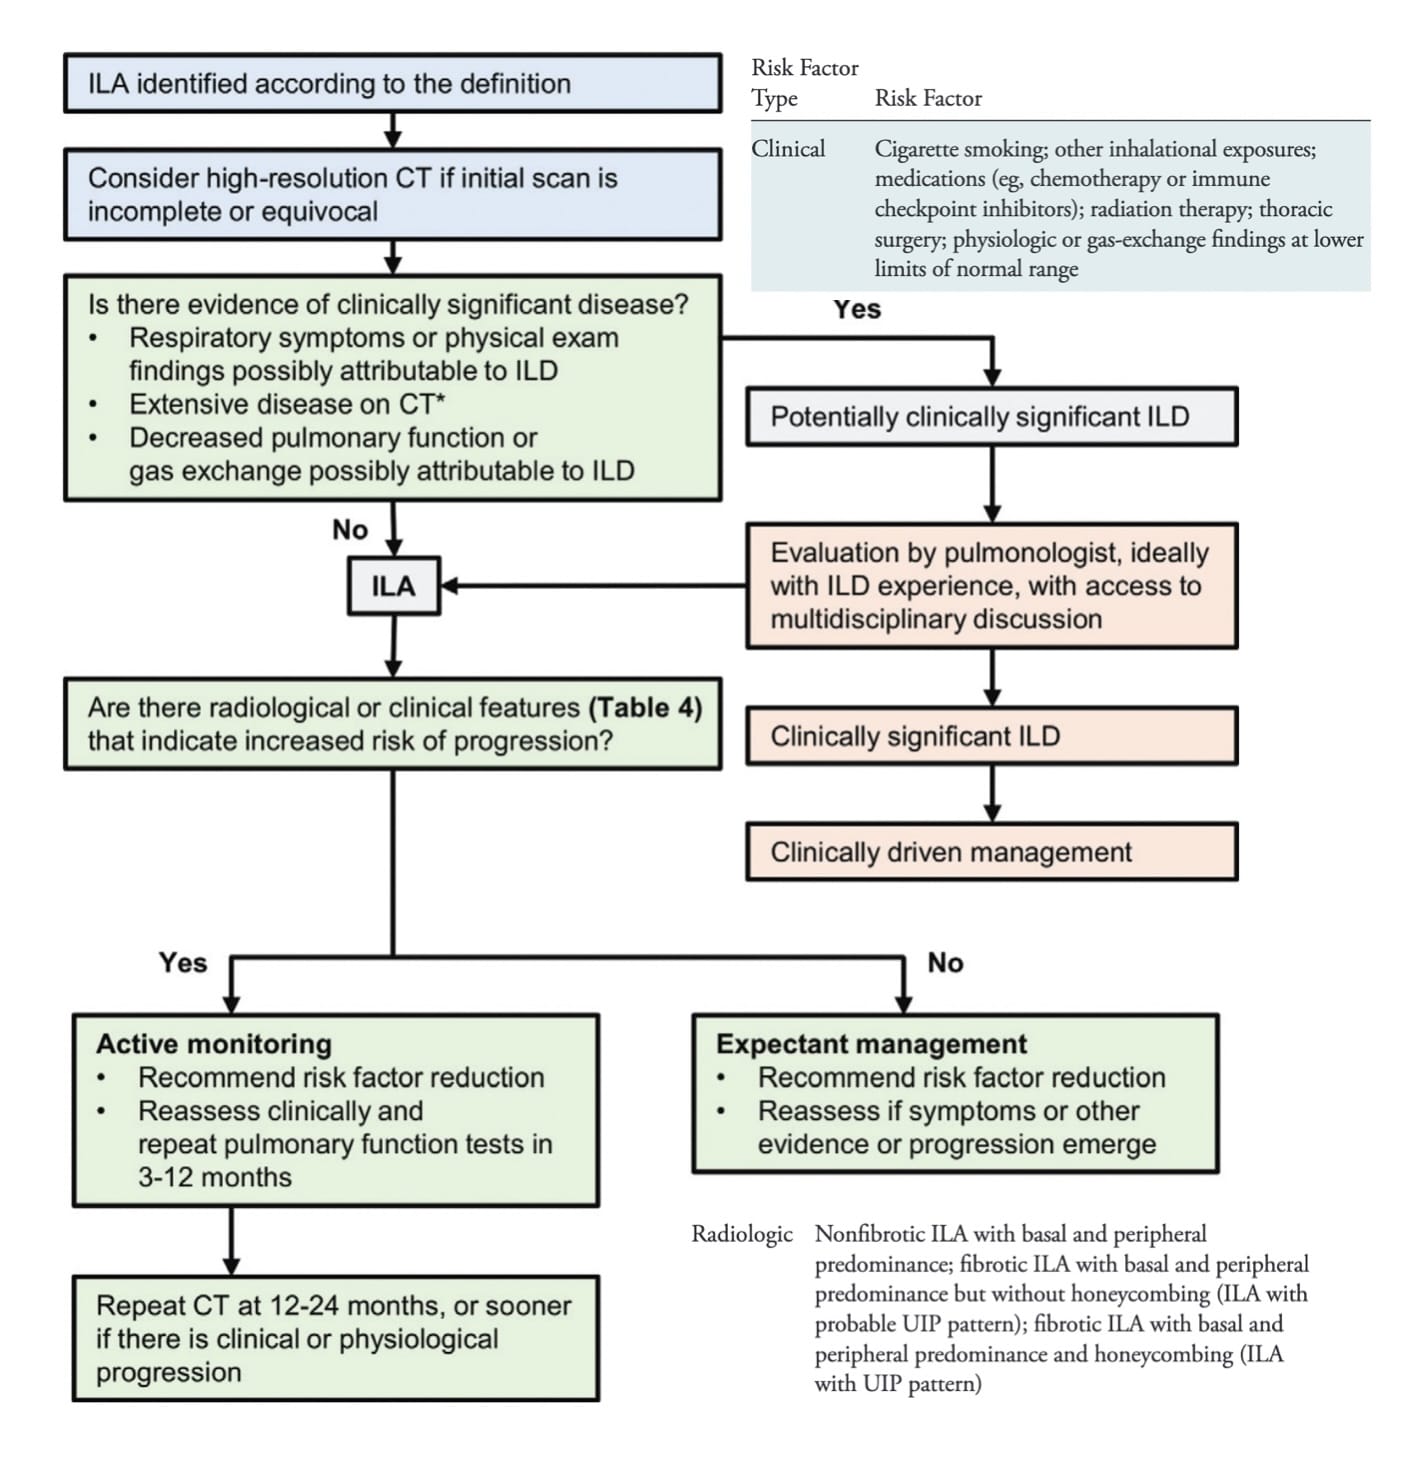 ILA identified according to the definition
Consider high-resolution CT if initial scan is
incomplete or equivocal
Is there evidence of clinically significant disease?
• Respiratory symptoms or physical exam
findings possibly attributable to ILD
• Extensive disease on CT*
• Decreased pulmonary function or
gas exchange possibly attributable to ILD
Risk Factor
Type Risk Factor
Clinical Cigarette smoking; other inhalational exposures;
medications (eg, chemotherapy or immune
checkpoint inhibitors); radiation therapy; thoracic
surgery; physiologic or gas-exchange findings at lower
limits of normal range
Yes
Potentially clinically significant ILD
No
ILA
Evaluation by pulmonologist, ideally
with ILD experience, with access to
multidisciplinary discussion
Are there radiological or clinical features (Table 4)
that indicate increased risk of progression?
Clinically significant ILD
Clinically driven management
Yes
No
Active monitoring
• Recommend risk factor reduction
• Reassess clinically and
repeat pulmonary function tests in
3-12 months
Expectant management
• Recommend risk factor reduction
• Reassess if symptoms or other
evidence or progression emerge
Repeat CT at 12-24 months, or sooner
if there is clinical or physiological
progression
Radiologic Nonfibrotic ILA with basal and peripheral
predominance; fibrotic ILA with basal and peripheral
predominance but without honeycombing (ILA with
probable UIP pattern); fibrotic ILA with basal and
peripheral predominance and honeycombing (ILA
with UIP pattern)